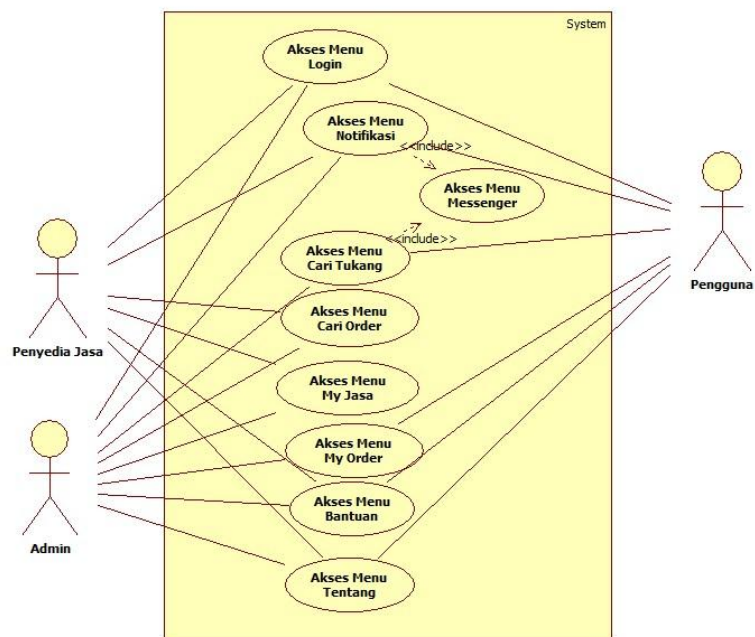 System
Akses Menu
Login
Akses Menu
Notifikasi
<<include>>
Akses Menu
Messenger
<<include>>
Akses Menu
Cari Tukang
Akses Menu
Cari Order
Akses Menu
My Jasa
Akses Menu
My Order
Akses Menu
Bantuan
Akses Menu
Tentang
Penyedia Jasa
Admin
Pengguna